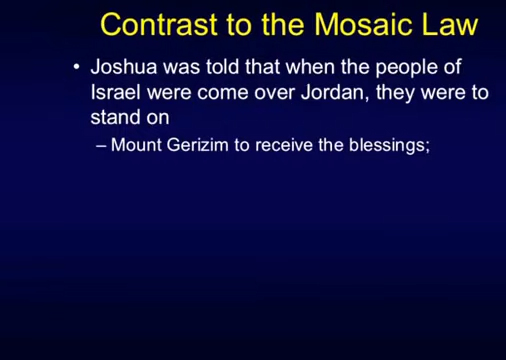 Contrast to the Mosaic Law
• Joshua was told that when the people of
Israel were come over Jordan, they were to
stand on
– Mount Gerizim to receive the blessings;